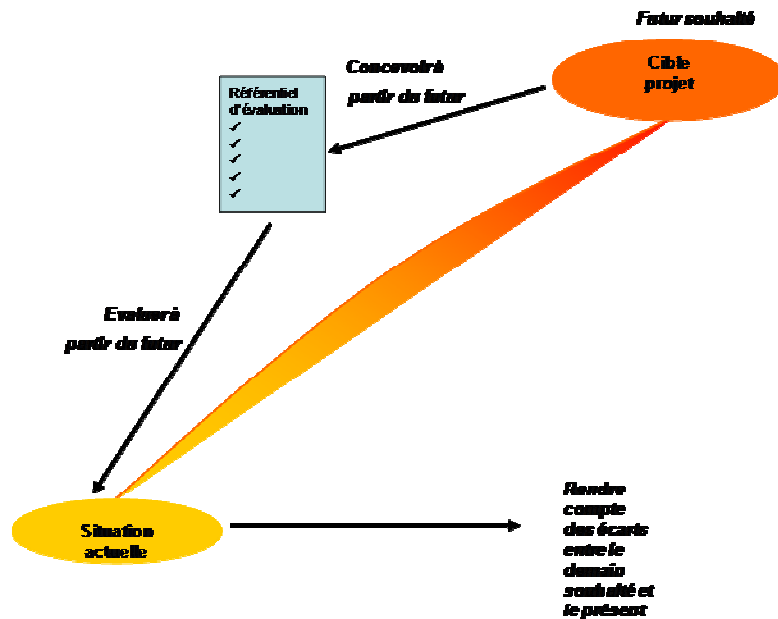 Futur souhaité
Cible
projet
Concevoir à
partir du futur
Référentiel
d'évaluation
✓
✓
✓
✓
✓
Evaluer à
partir du futur
Situation
actuelle
Rendre
compte
des écarts
entre le
demain
souhaité et
le présent